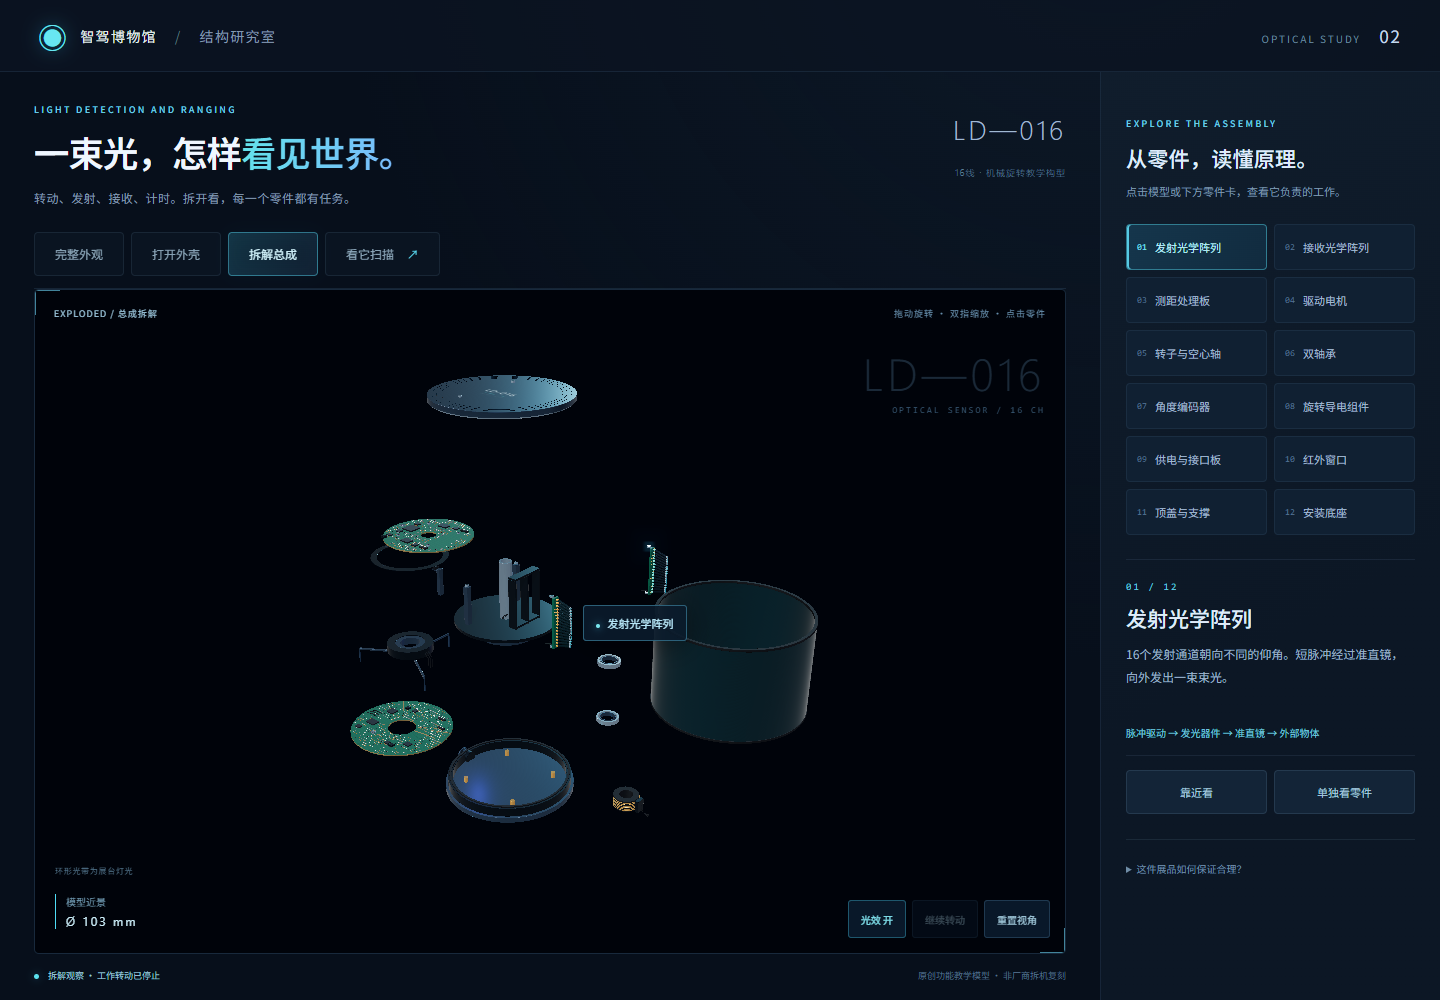 智驾博物馆 / 结构研究室
OPTICAL STUDY 02
LIGHT DETECTION AND RANGING
一束光，怎样看见世界。
转动、发射、接收、计时。拆开看，每一个零件都有任务。
LD—016
16线 · 机械旋转教学构型
完整外观
打开外壳
拆解总成
看它扫描 ↗
EXPLODED / 总成拆解
拖动旋转 · 双指缩放 · 点击零件
LD—016
OPTICAL SENSOR / 16 CH
LD-016
发射光学阵列
环形光带为展台灯光
模型近景
Ø 103 mm
光效 开
继续转动
重置视角
拆解观察 · 工作转动已停止
原创功能教学模型 · 非厂商拆机复刻
EXPLORE THE ASSEMBLY
从零件，读懂原理。
点击模型或下方零件卡，查看它负责的工作。
01 发射光学阵列
02 接收光学阵列
03 测距处理板
04 驱动电机
05 转子与空心轴
06 双轴承
07 角度编码器
08 旋转导电组件
09 供电与接口板
10 红外窗口
11 顶盖与支撑
12 安装底座
01 / 12
发射光学阵列
16个发射通道朝向不同的仰角。短脉冲经过准直镜，
向外发出一束束光。
脉冲驱动 → 发光器件 → 准直镜 → 外部物体
靠近看
单独看零件
▶ 这件展品如何保证合理？